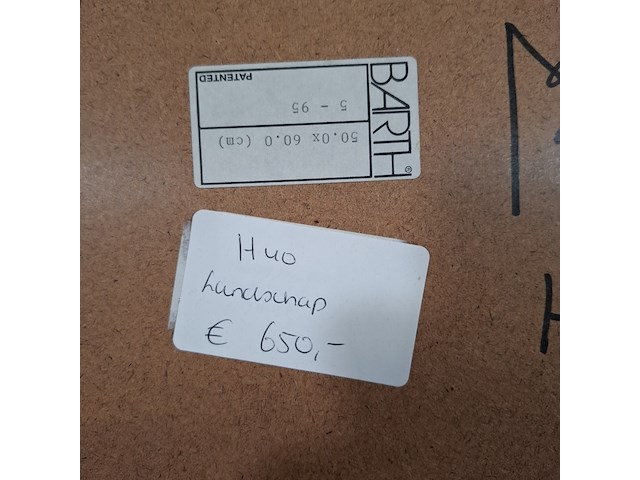 BARTH®
50.0x 60.0 (cm)
5 - 95
PATENTED
H40
Landschap
€ 650,-